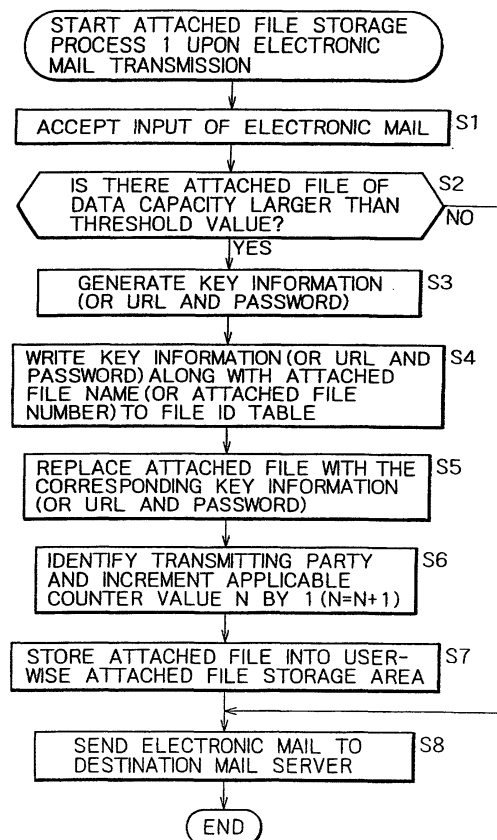 START ATTACHED FILE STORAGE
PROCESS 1 UPON ELECTRONIC
MAIL TRANSMISSION
ACCEPT INPUT OF ELECTRONIC MAIL
S1
IS THERE ATTACHED FILE OF
DATA CAPACITY LARGER THAN
THRESHOLD VALUE?
S2
NO
YES
GENERATE KEY INFORMATION
(OR URL AND PASSWORD)
S3
WRITE KEY INFORMATION(OR URL AND
PASSWORD)ALONG WITH ATTACHED
FILE NAME(OR ATTACHED FILE
NUMBER)TO FILE ID TABLE
S4
REPLACE ATTACHED FILE WITH THE
CORRESPONDING KEY INFORMATION
(OR URL AND PASSWORD)
S5
IDENTIFY TRANSMITTING PARTY
AND INCREMENT APPLICABLE
COUNTER VALUE N BY 1(N=N+1)
S6
STORE ATTACHED FILE INTO USER-
WISE ATTACHED FILE STORAGE AREA
S7
SEND ELECTRONIC MAIL TO
DESTINATION MAIL SERVER
S8
END